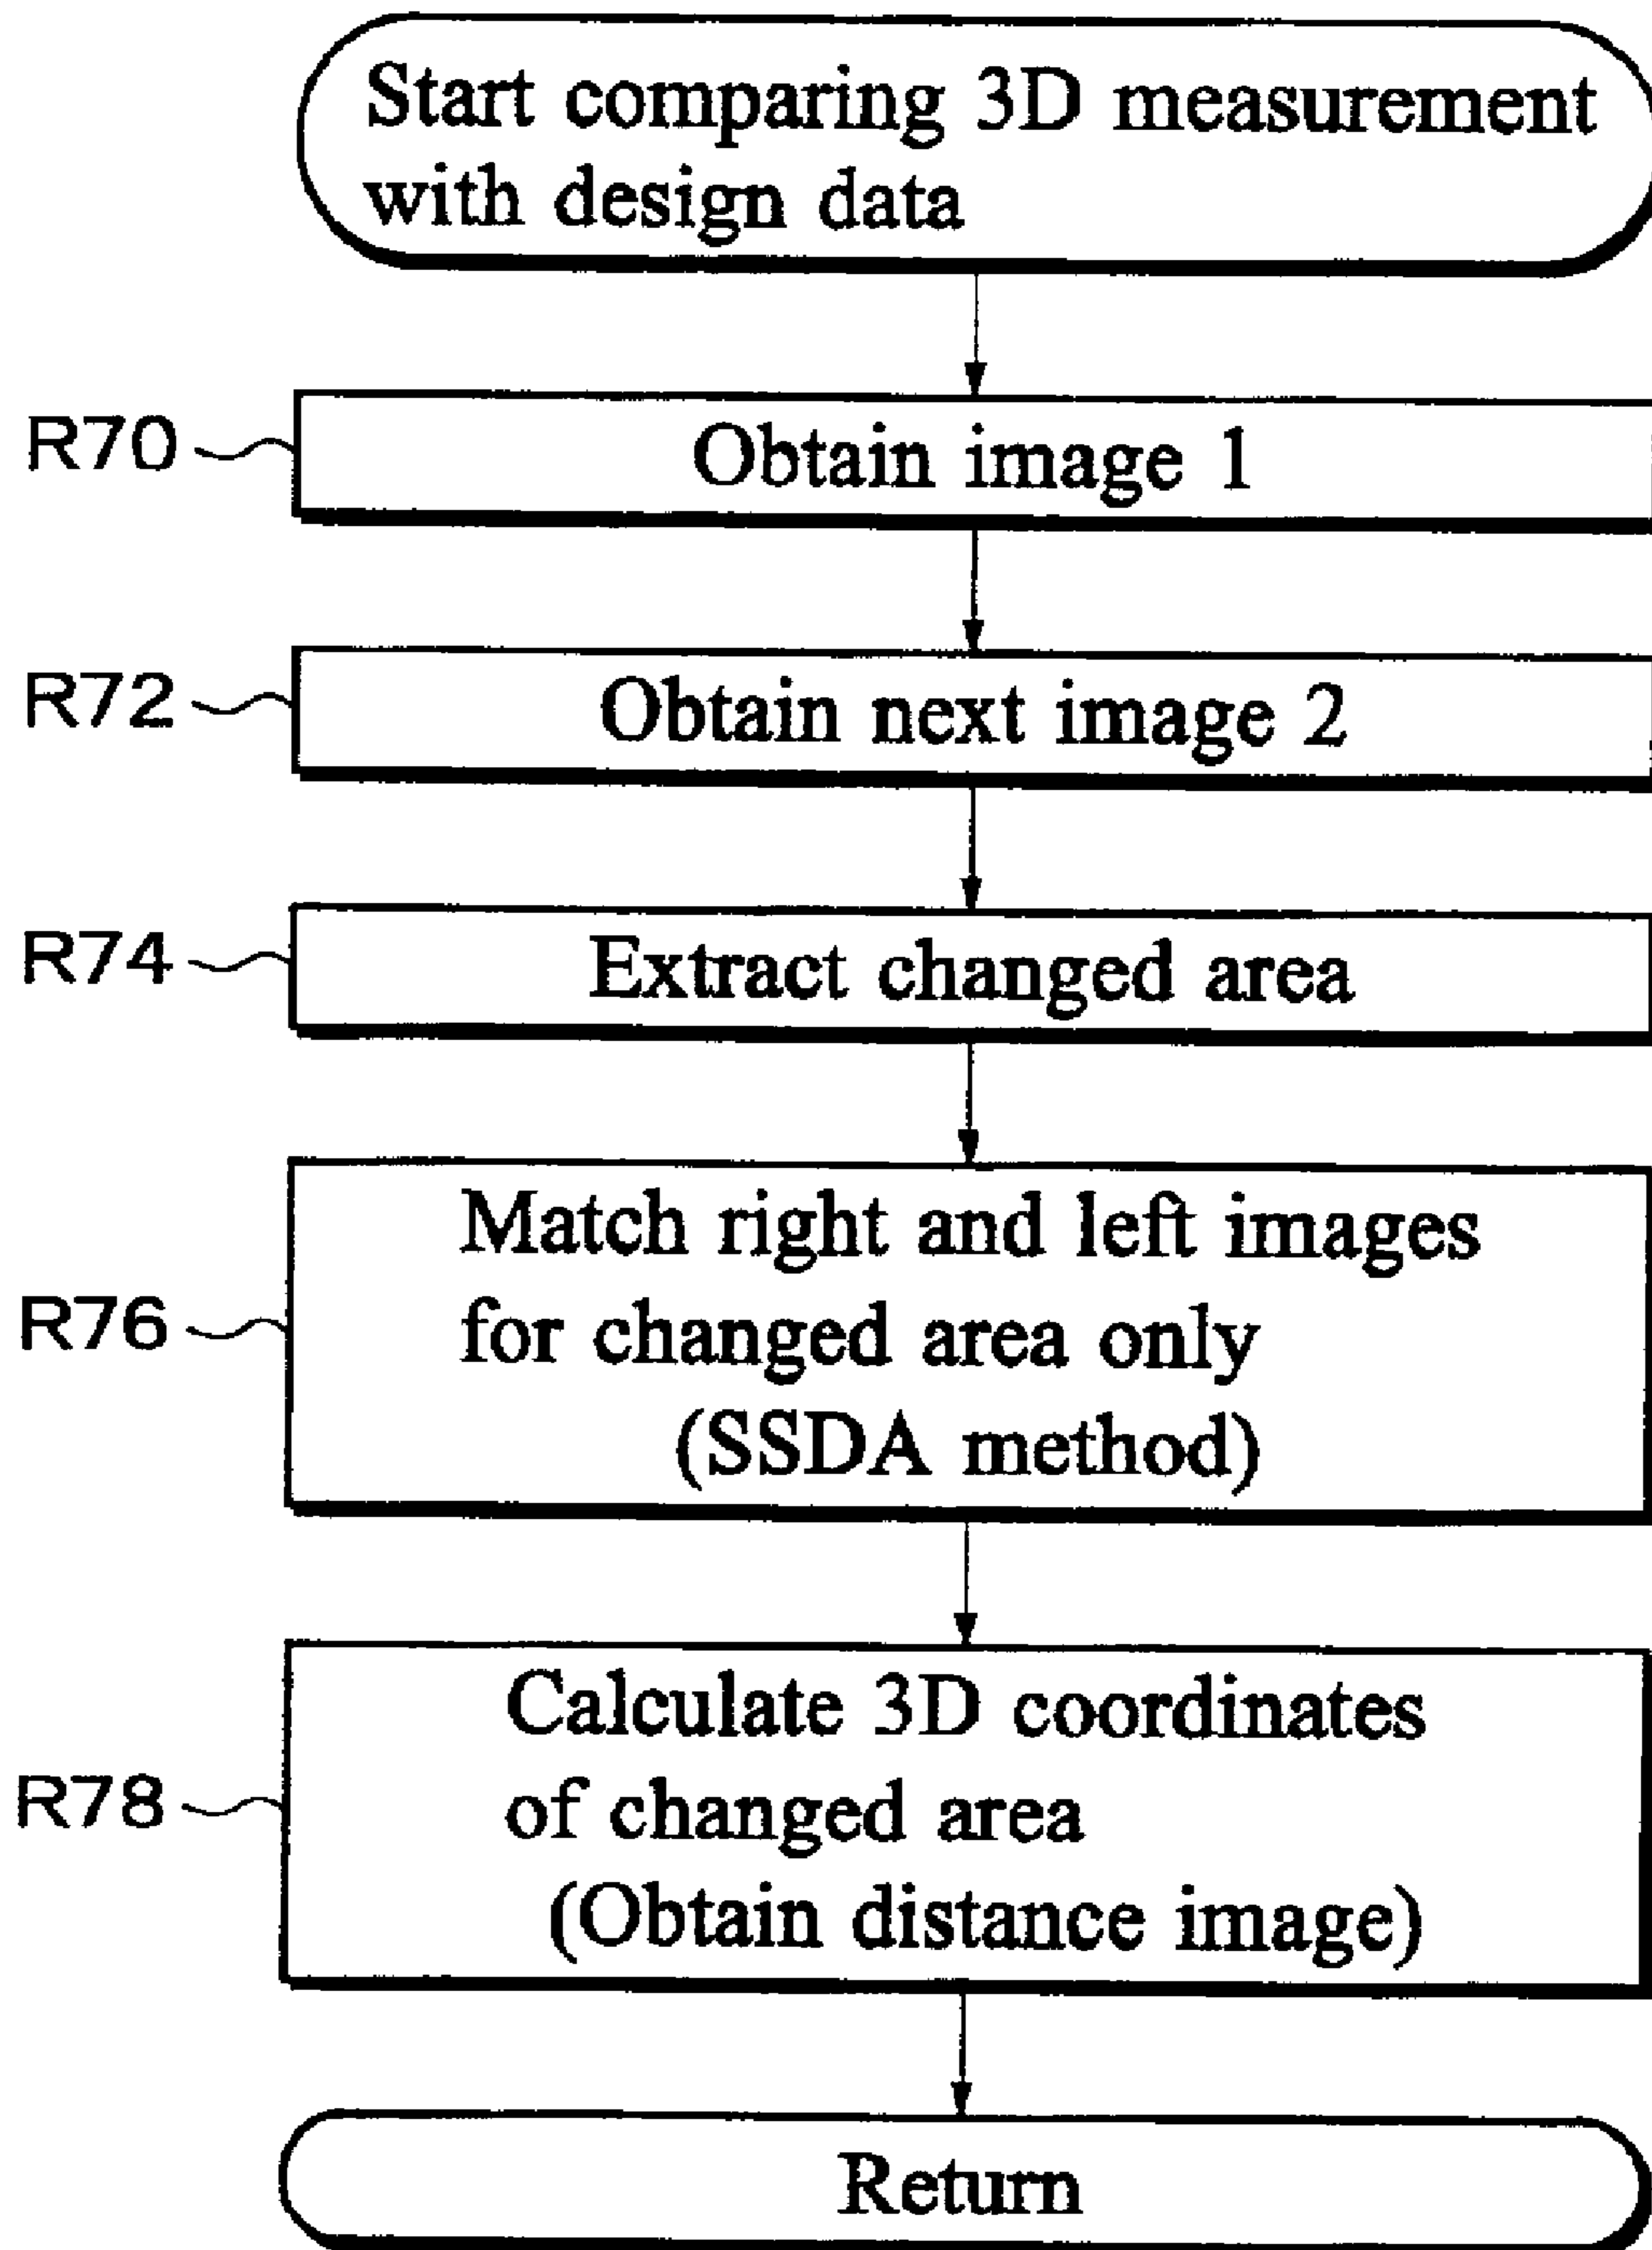 Start comparing 3D measurement
with design data
R70
Obtain image 1
R72
Obtain next image 2
R74
Extract changed area
R76
Match right and left images
for changed area only
(SSDA method)
R78
Calculate 3D coordinates
of changed area
(Obtain distance image)
Return